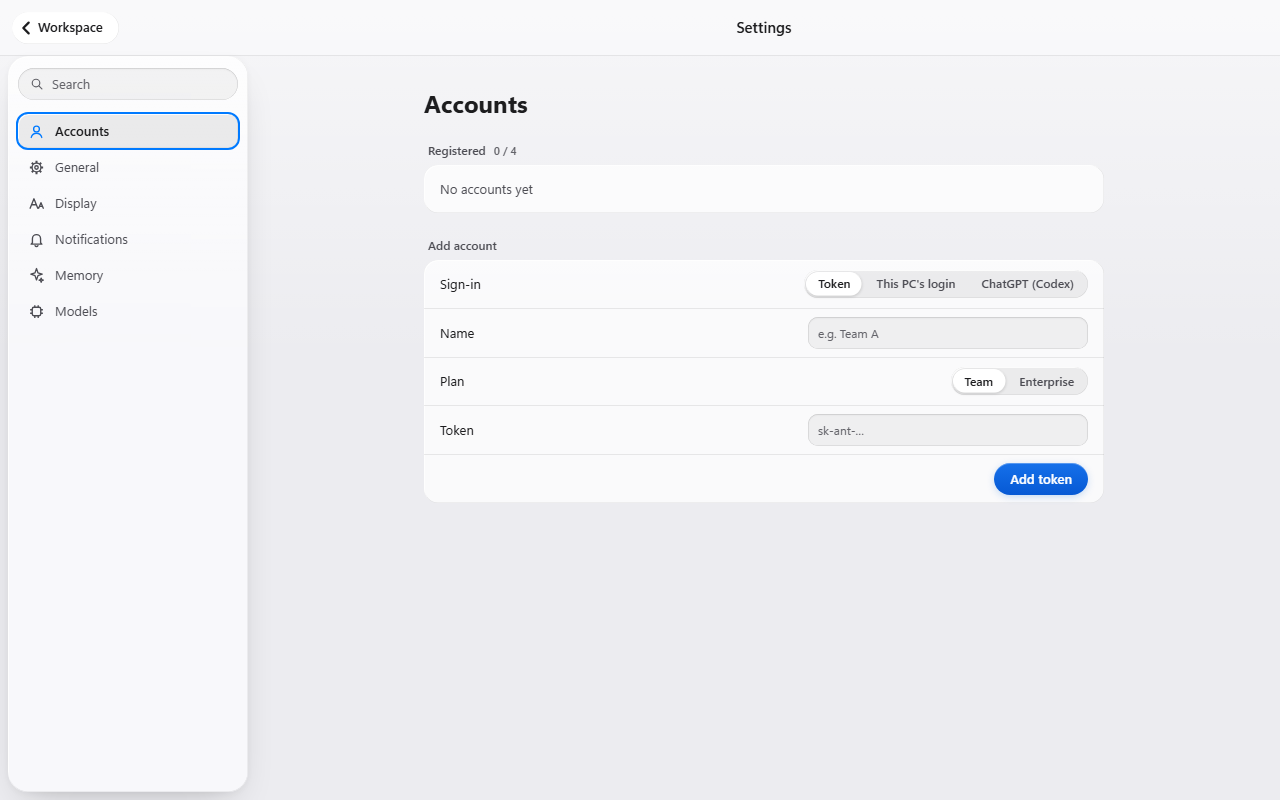 Workspace
Settings
Search
Accounts
General
Display
Notifications
Memory
Models
Accounts
Registered 0 / 4
No accounts yet
Add account
Sign-in Token This PC's login ChatGPT (Codex)
Name e.g. Team A
Plan Team Enterprise
Token sk-ant-...
Add token